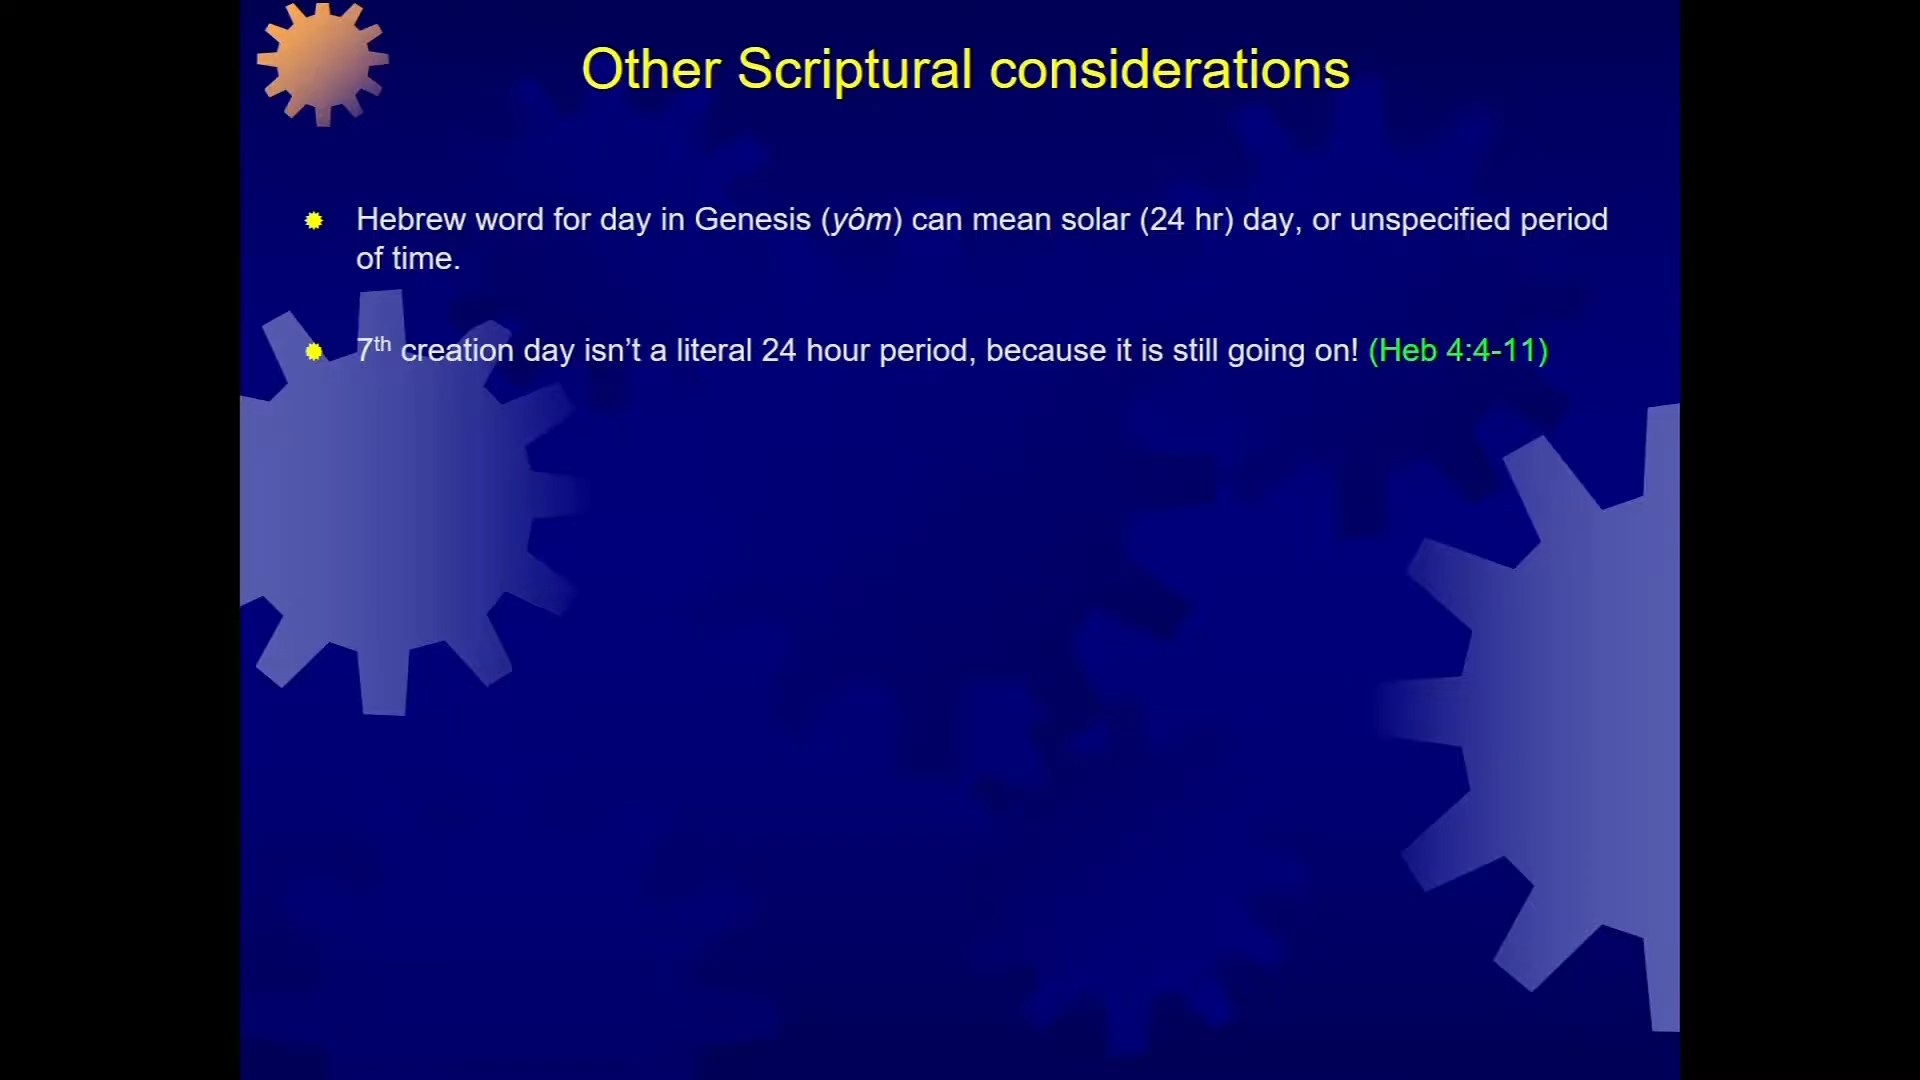 Other Scriptural considerations
Hebrew word for day in Genesis (yôm) can mean solar (24 hr) day, or unspecified period
of time.
7th creation day isn’t a literal 24 hour period, because it is still going on! (Heb 4:4-11)